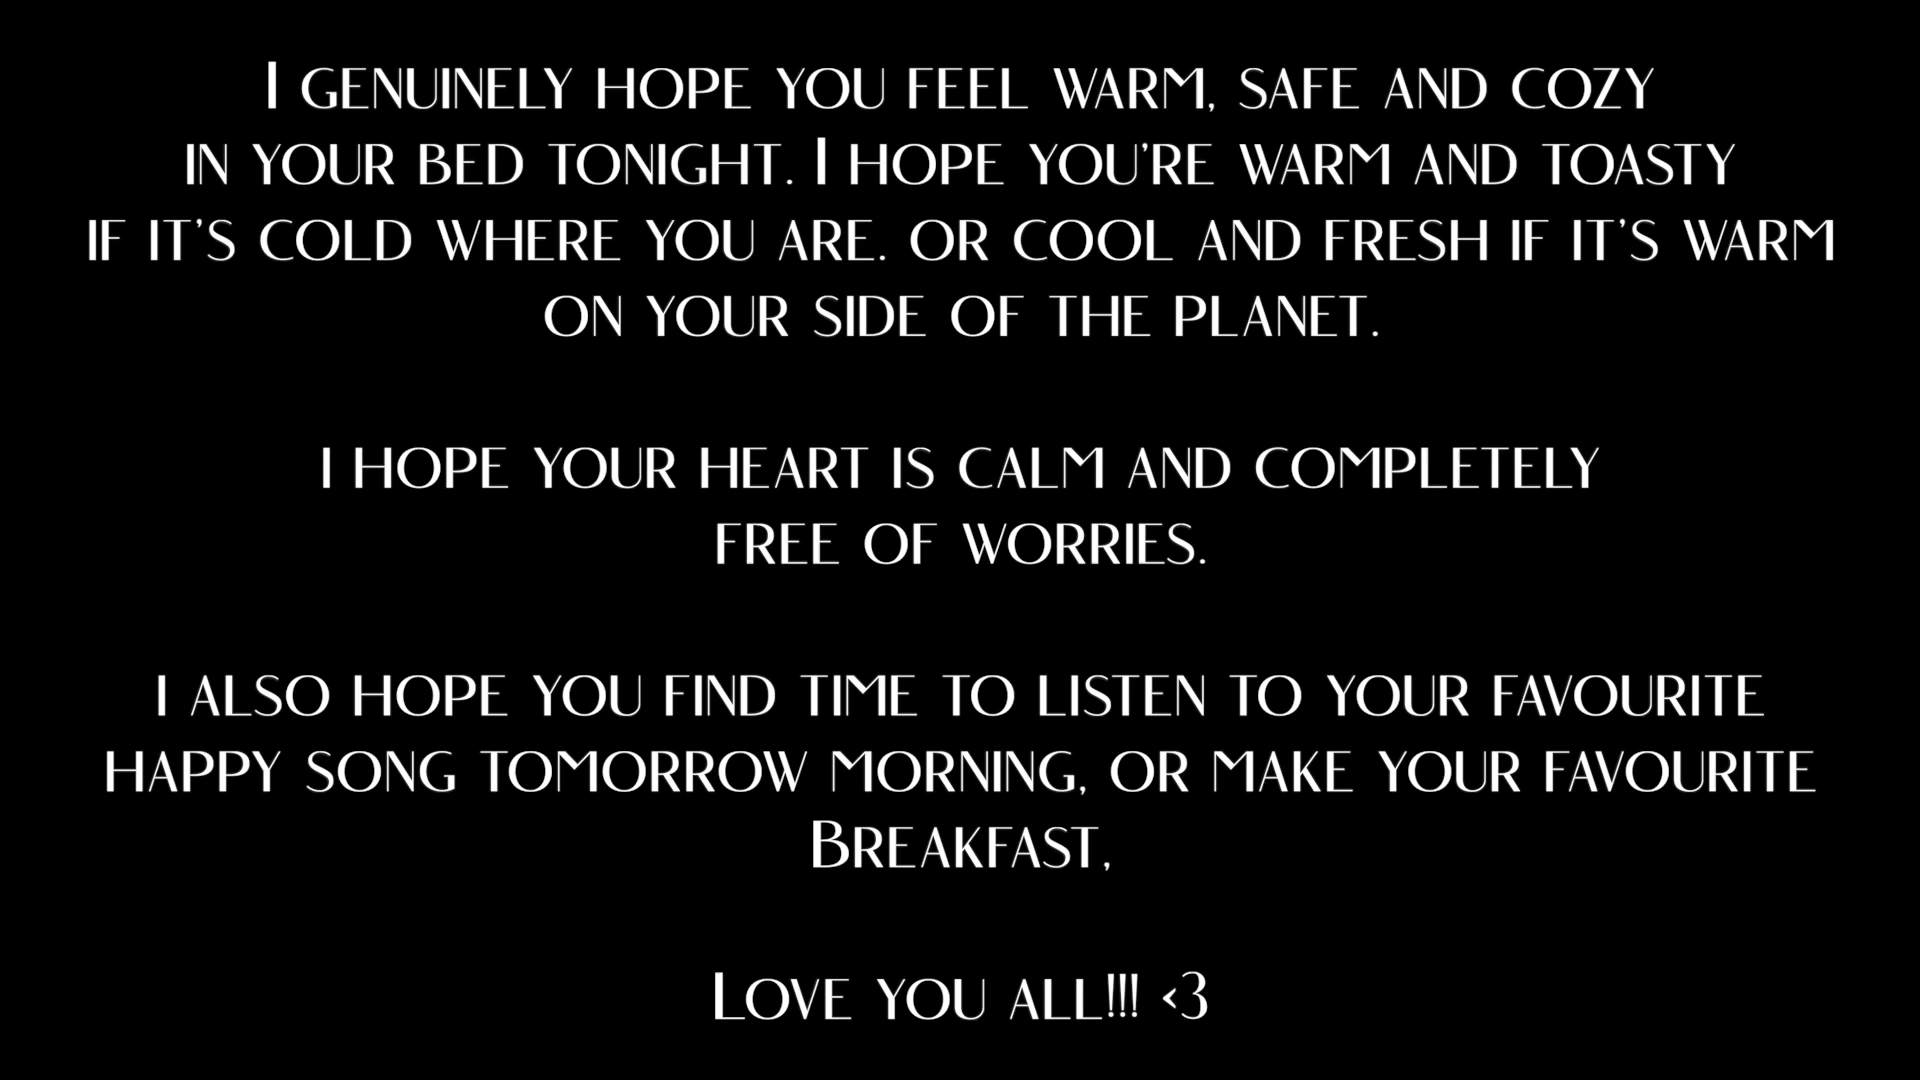 I GENUINELY HOPE YOU FEEL WARM, SAFE AND COZY
IN YOUR BED TONIGHT. I HOPE YOU'RE WARM AND TOASTY
IF IT'S COLD WHERE YOU ARE. OR COOL AND FRESH IF IT'S WARM
ON YOUR SIDE OF THE PLANET.
I HOPE YOUR HEART IS CALM AND COMPLETELY
FREE OF WORRIES.
I ALSO HOPE YOU FIND TIME TO LISTEN TO YOUR FAVOURITE
HAPPY SONG TOMORROW MORNING, OR MAKE YOUR FAVOURITE
BREAKFAST,
LOVE YOU ALL!!! <3